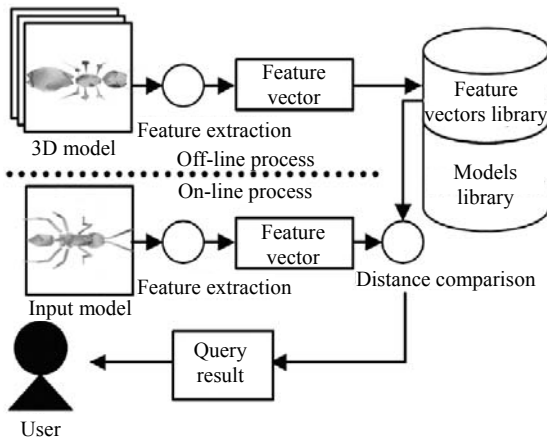 Feature
vector
Feature
vectors library
Feature extraction
3D model
Off-line process
On-line process
Models
library
Feature
vector
Distance comparison
Feature extraction
Input model
Query
result
User